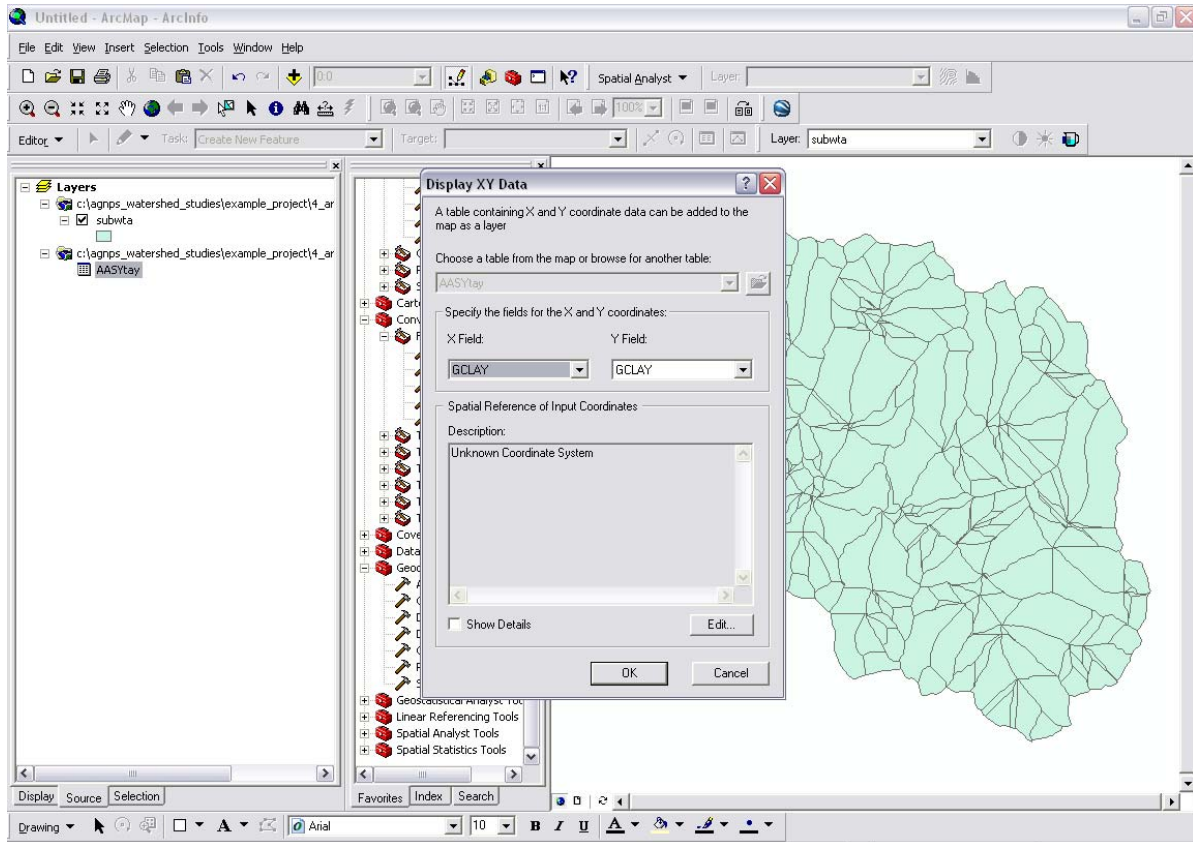 Untitled - ArcMap - ArcInfo
File Edit View Insert Selection Tools Window Help
0:0
Spatial Analyst
Layer:
100%
Editor
Task: Create New Feature
Target:
Layer: subwta
Layers
c:\agnps_watershed_studies\example_project\4_ar
subwta
c:\agnps_watershed_studies\example_project\4_ar
AASYtay
Display Source Selection
Cove
Data
Linear Referencing Tools
Spatial Analyst Tools
Spatial Statistics Tools
Favorites Index Search
Display XY Data
A table containing X and Y coordinate data can be added to the
map as a layer
Choose a table from the map or browse for another table:
AASYtay
Specify the fields for the X and Y coordinates:
X Field: Y Field:
GCLAY GCLAY
Spatial Reference of Input Coordinates
Description:
Unknown Coordinate System
Show Details Edit...
OK Cancel
Drawing A Arial 10 B I U A